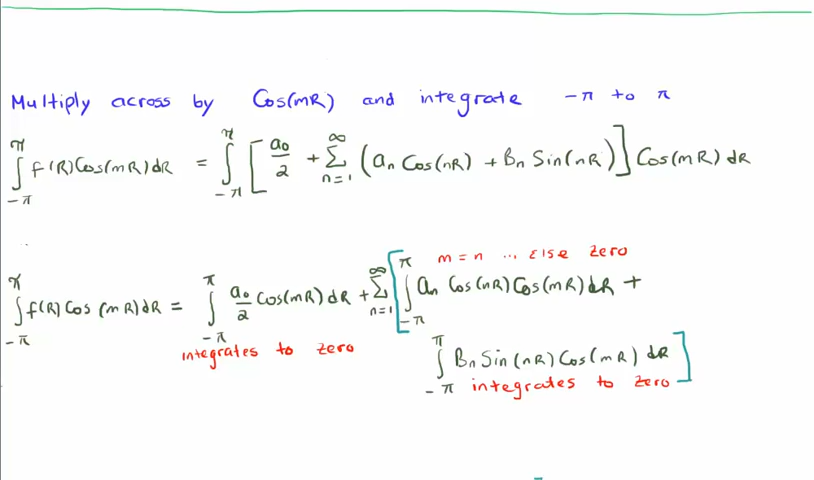 Multiply across by Cos(mR) and integrate -π to π
∫_{-π}^{π} f(R)Cos(mR)dR = ∫_{-π}^{π} [a₀/2 + Σ_{n=1}^{∞} (aₙ Cos(nR) + Bₙ Sin(nR))] Cos(mR) dR
m = n ... else zero
∫_{-π}^{π} f(R)Cos(mR)dR = ∫_{-π}^{π} a₀/2 Cos(mR)dR + Σ_{n=1}^{∞} [∫_{-π}^{π} aₙ Cos(nR)Cos(mR)dR +
integrates to zero
∫_{-π}^{π} Bₙ Sin(nR)Cos(mR)dR]
integrates to zero